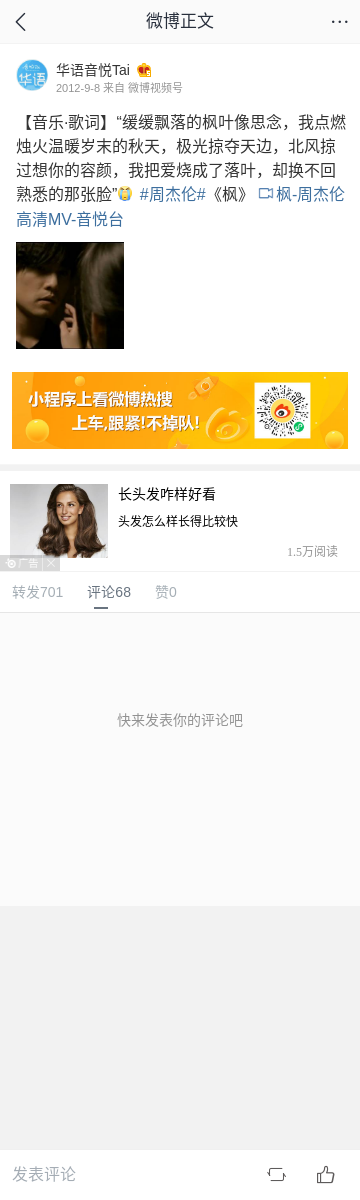 微博正文
华语音悦Tai
2012-9-8 来自 微博视频号
【音乐·歌词】“缓缓飘落的枫叶像思念，我点燃
烛火温暖岁末的秋天，极光掠夺天边，北风掠
过想你的容颜，我把爱烧成了落叶，却换不回
熟悉的那张脸” #周杰伦#《枫》 枫-周杰伦
高清MV-音悦台
小程序上看微博热搜
上车,跟紧!不掉队!
长头发咋样好看
头发怎么样长得比较快
1.5万阅读
广告
转发701 评论68 赞0
快来发表你的评论吧
发表评论